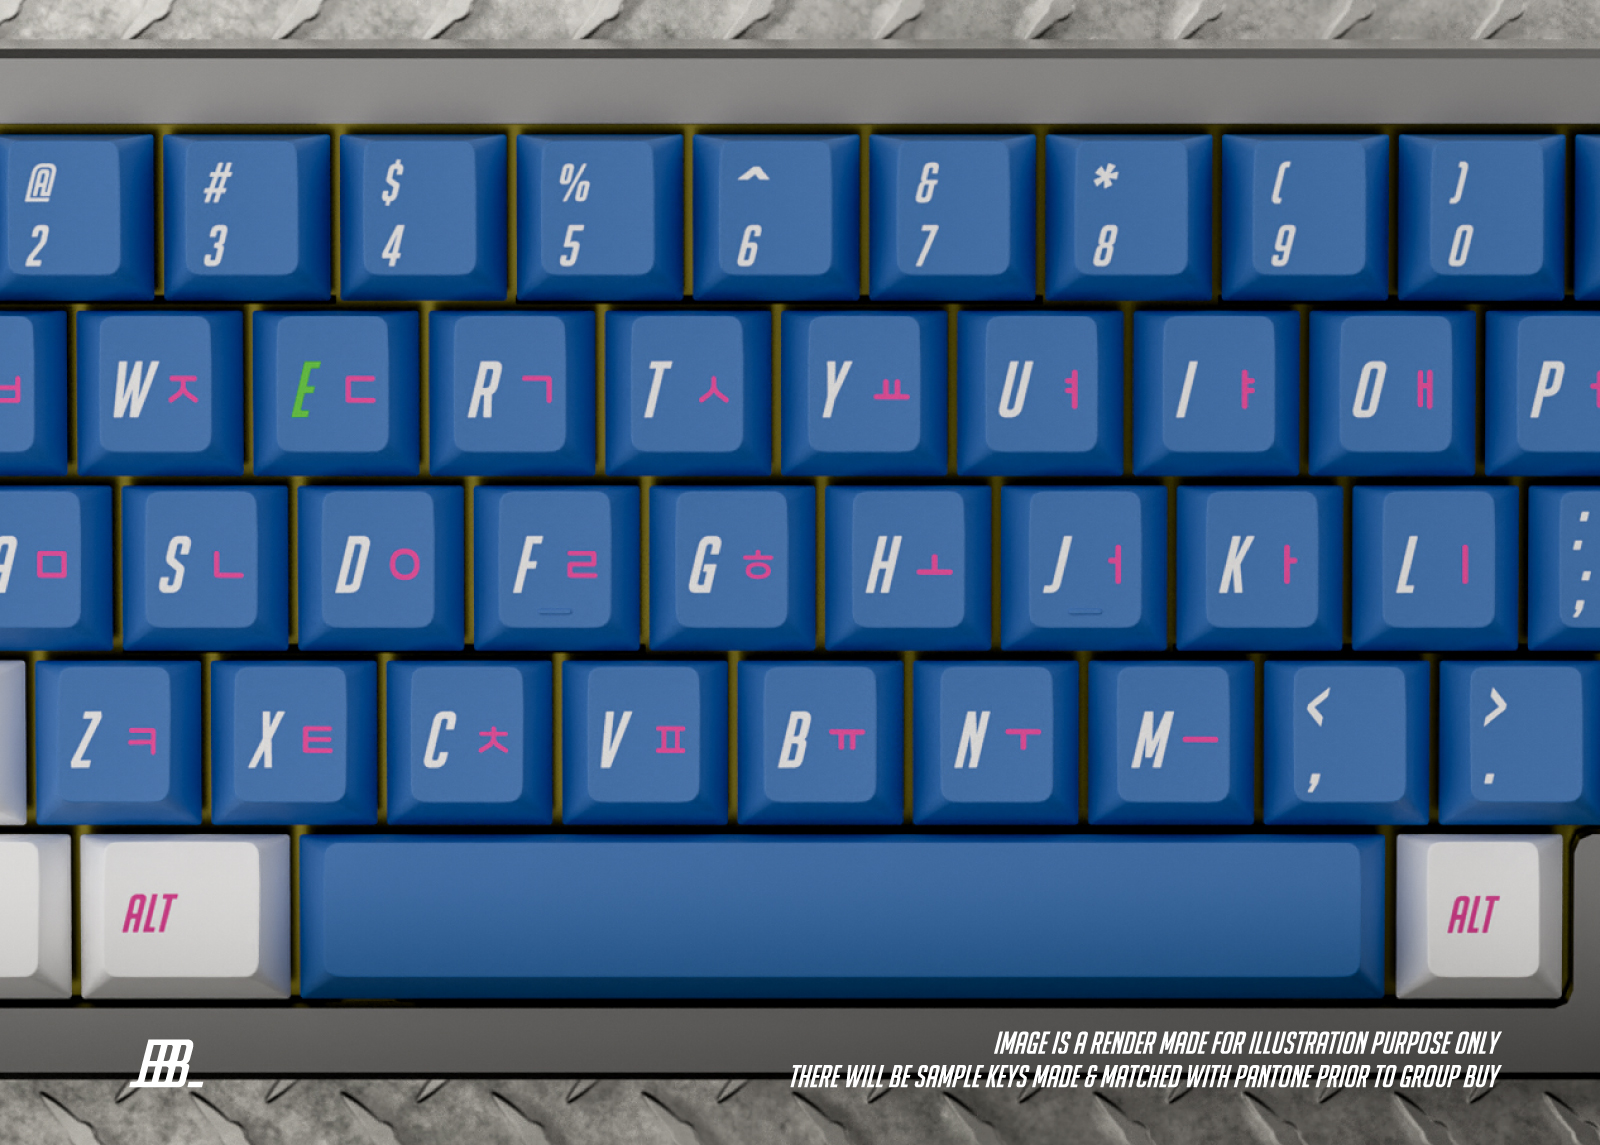 @ # $ % ^ & * ( )
2 3 4 5 6 7 8 9 0
ㅂ W ㅈ E ㄷ R ㄱ T ㅅ Y ㅛ U ㅕ I ㅑ O ㅐ P
A ㅁ S ㄴ D ㅇ F ㄹ G ㅎ H ㅗ J ㅓ K ㅏ L ㅣ : ;
Z ㅋ X ㅌ C ㅊ V ㅍ B ㅠ N ㅜ M ㅡ < , > .
ALT ALT
IMAGE IS A RENDER MADE FOR ILLUSTRATION PURPOSE ONLY
THERE WILL BE SAMPLE KEYS MADE & MATCHED WITH PANTONE PRIOR TO GROUP BUY